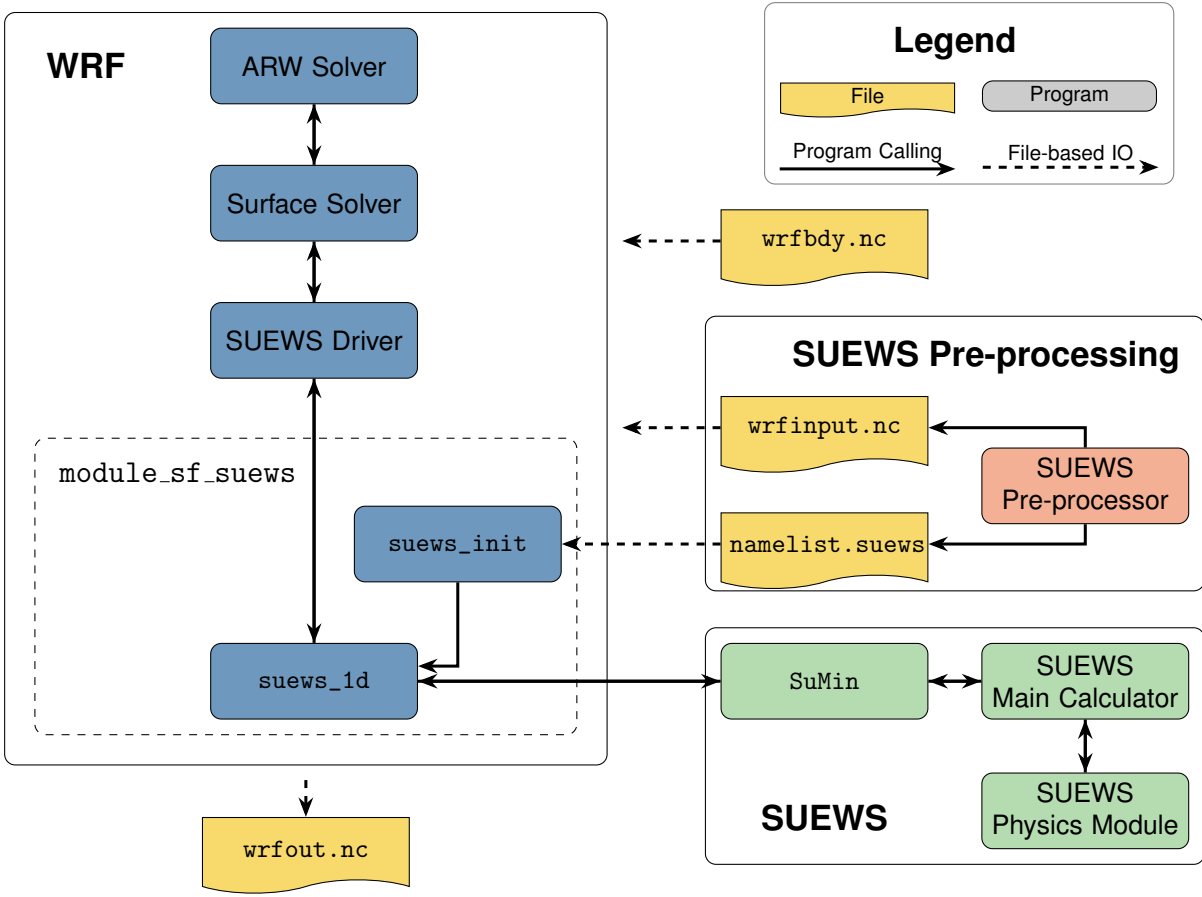 WRF
ARW Solver
Surface Solver
SUEWS Driver
module_sf_suews
suews_init
suews_1d
wrfout.nc
Legend
File
Program
Program Calling
File-based IO
wrfbdy.nc
SUEWS Pre-processing
wrfinput.nc
SUEWS
Pre-processor
namelist.suews
SuMin
SUEWS
Main Calculator
SUEWS
Physics Module
SUEWS